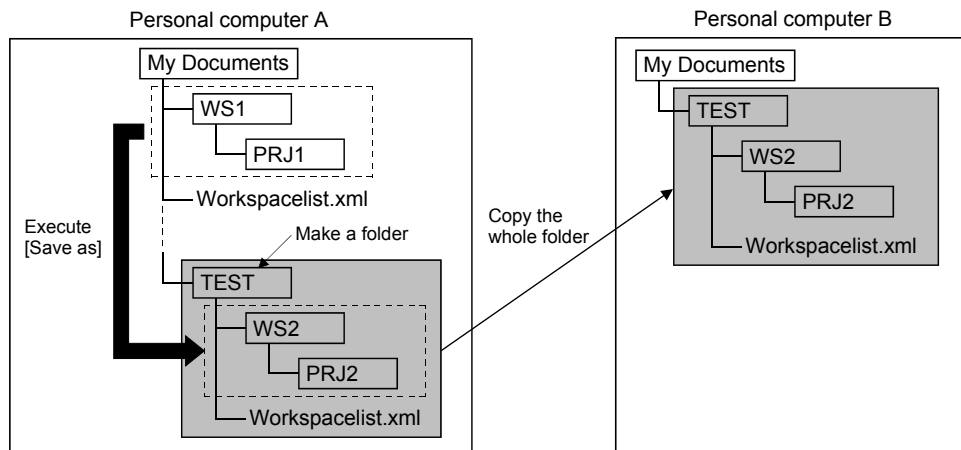 Personal computer A
My Documents
WS1
PRJ1
Workspacelist.xml
Execute
[Save as]
Make a folder
TEST
WS2
PRJ2
Workspacelist.xml
Copy the
whole folder
Personal computer B
My Documents
TEST
WS2
PRJ2
Workspacelist.xml